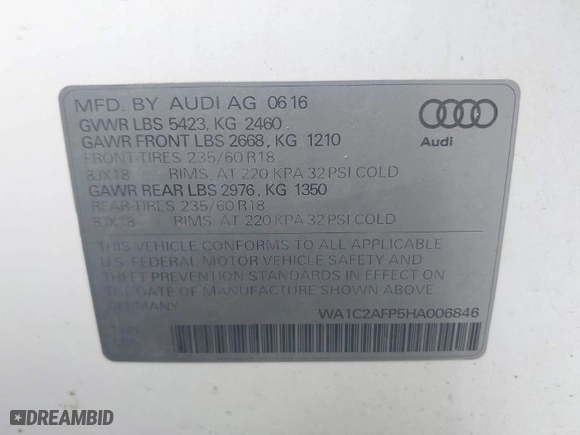 MFD. BY AUDI AG 06 16
GVWR LBS 5423, KG 2460
GAWR FRONT LBS 2668, KG 1210
FRONT-TIRES 235/60 R18
8JX18 RIMS, AT 220 KPA 32 PSI COLD
GAWR REAR LBS 2976, KG 1350
REAR-TIRES 235/60 R18
8JX18 RIMS, AT 220 KPA 32 PSI COLD
Audi
THIS VEHICLE CONFORMS TO ALL APPLICABLE
U.S. FEDERAL MOTOR VEHICLE SAFETY AND
THEFT PREVENTION STANDARDS IN EFFECT ON
THE DATE OF MANUFACTURE SHOWN ABOVE.
GERMANY
WA1C2AFP5HA006846
DREAMBID